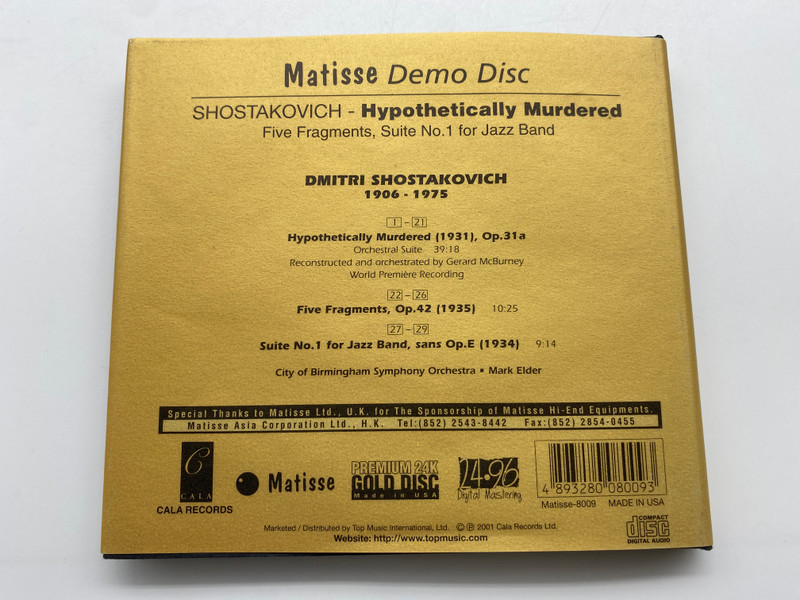 Matisse Demo Disc
SHOSTAKOVICH - Hypothetically Murdered
Five Fragments, Suite No.1 for Jazz Band
DMITRI SHOSTAKOVICH
1906 - 1975
1 - 21
Hypothetically Murdered (1931), Op.31a
Orchestral Suite 39:18
Reconstructed and orchestrated by Gerard McBurney
World Première Recording
22 - 26
Five Fragments, Op.42 (1935) 10:25
27 - 29
Suite No.1 for Jazz Band, sans Op.E (1934) 9:14
City of Birmingham Symphony Orchestra ▪ Mark Elder
Special Thanks to Matisse Ltd., U.K. for The Sponsorship of Matisse Hi-End Equipments.
Matisse Asia Corporation Ltd., H.K. Tel:(852) 2543-8442 Fax:(852) 2854-0455
C
CALA
CALA RECORDS
Matisse
PREMIUM 24K
GOLD DISC
Made in USA
24·96
Digital Mastering
4 893280 080093
Matisse-8009 MADE IN USA
COMPACT
disc
DIGITAL AUDIO
Marketed / Distributed by Top Music International, Ltd. © ℗ 2001 Cala Records Ltd.
Website: http://www.topmusic.com